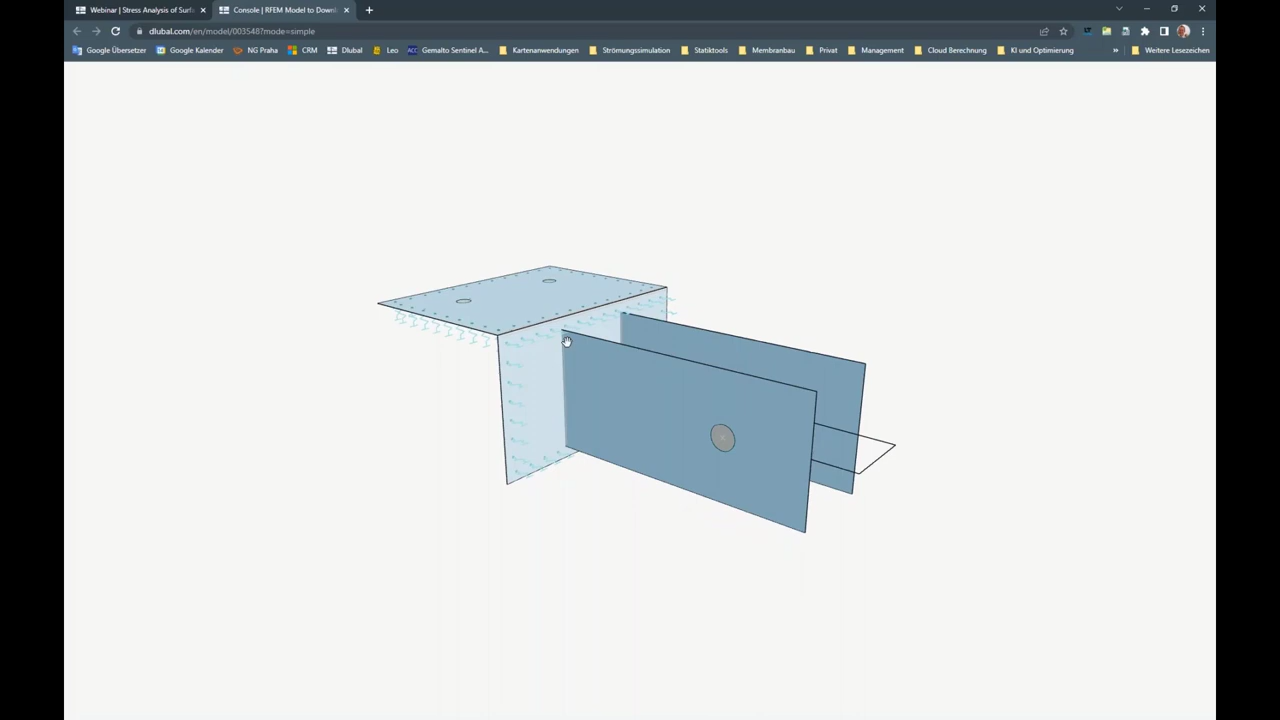 Webinar | Stress Analysis of Surf
Console | RFEM Model to Downl
dlubal.com/en/model/003548?mode=simple
Google Übersetzer
Google Kalender
NG Praha
CRM
Dlubal
Leo
ACC
Gemalto Sentinel A...
Kartenanwendungen
Strömungssimulation
Statiktools
Membranbau
Privat
Management
Cloud Berechnung
KI und Optimierung
»
Weitere Lesezeichen